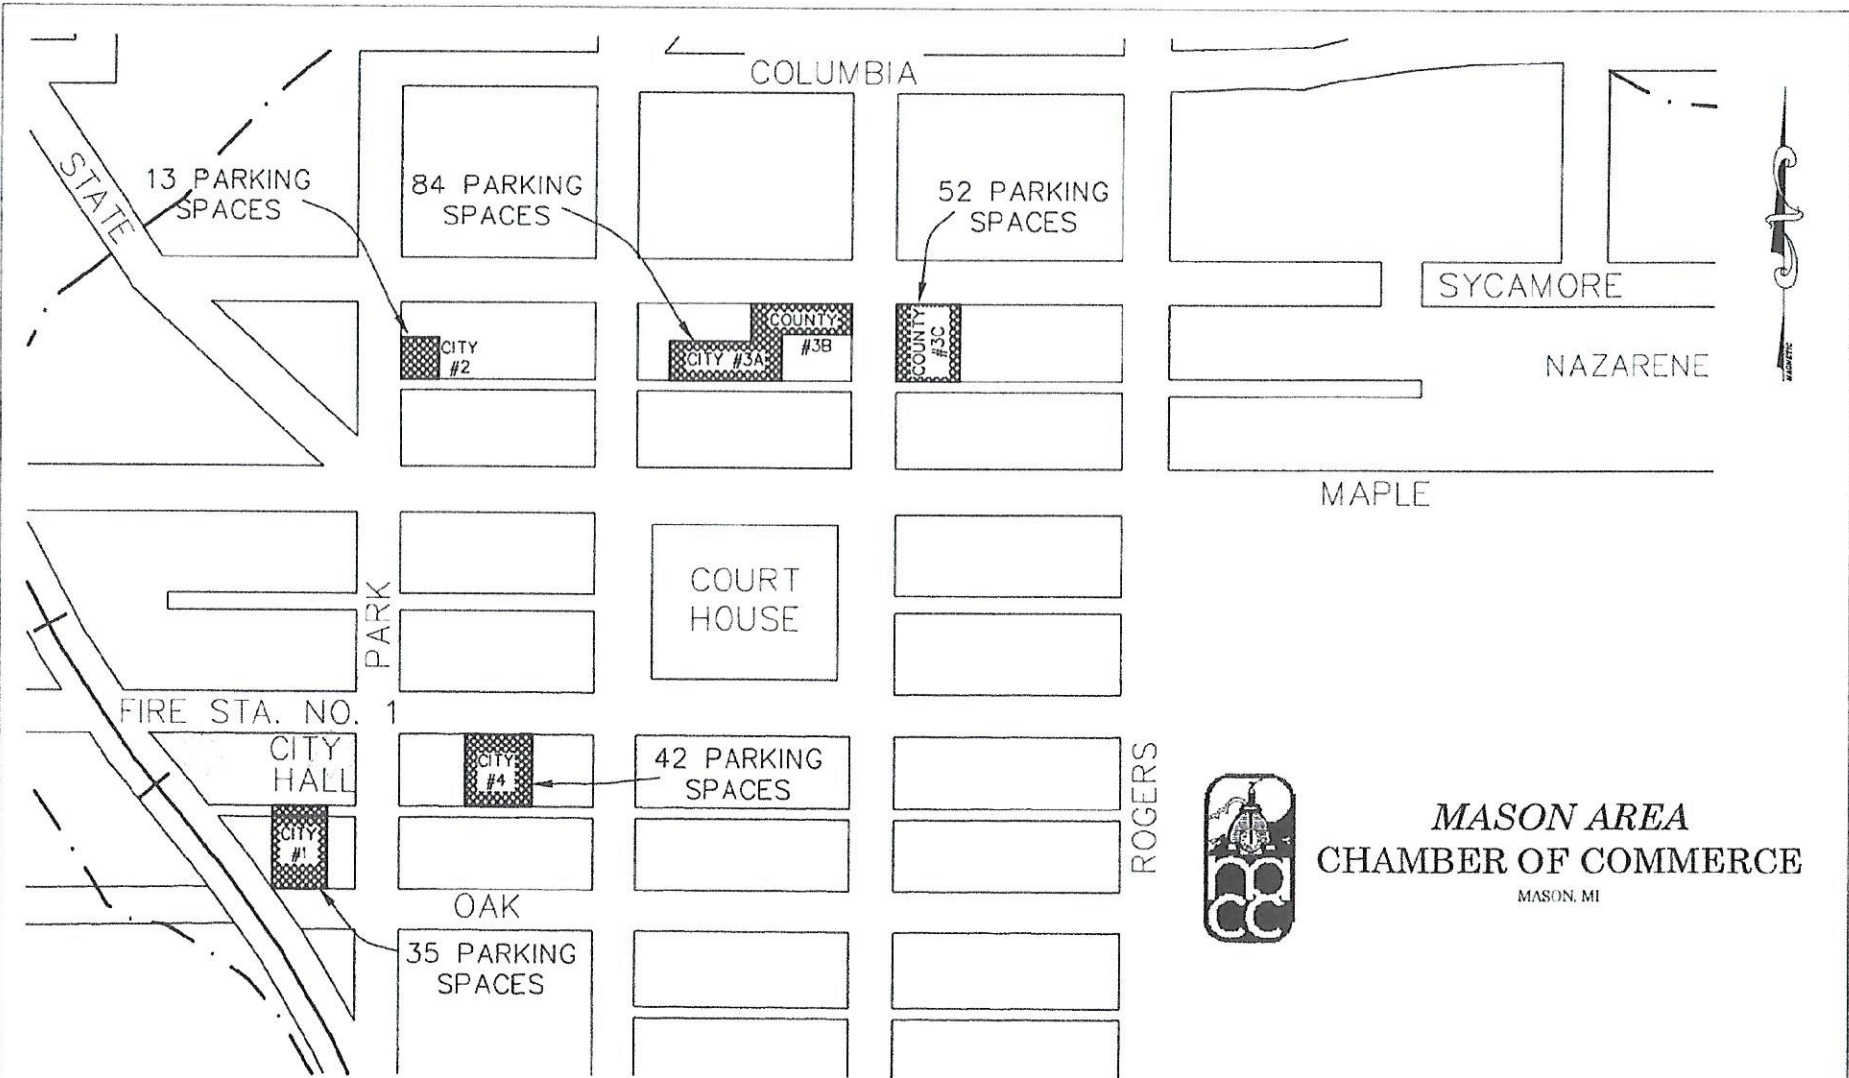 COLUMBIA
STATE
13 PARKING
SPACES
84 PARKING
SPACES
52 PARKING
SPACES
SYCAMORE
COUNTY
#3B
CITY #3A
COUNTY
#3C
CITY
#2
NAZARENE
MAGNETIC
MAPLE
COURT
HOUSE
PARK
FIRE STA. NO. 1
CITY
HALL
CITY
#4
42 PARKING
SPACES
ROGERS
CITY
#1
OAK
35 PARKING
SPACES
MASON AREA
CHAMBER OF COMMERCE
MASON, MI
macc